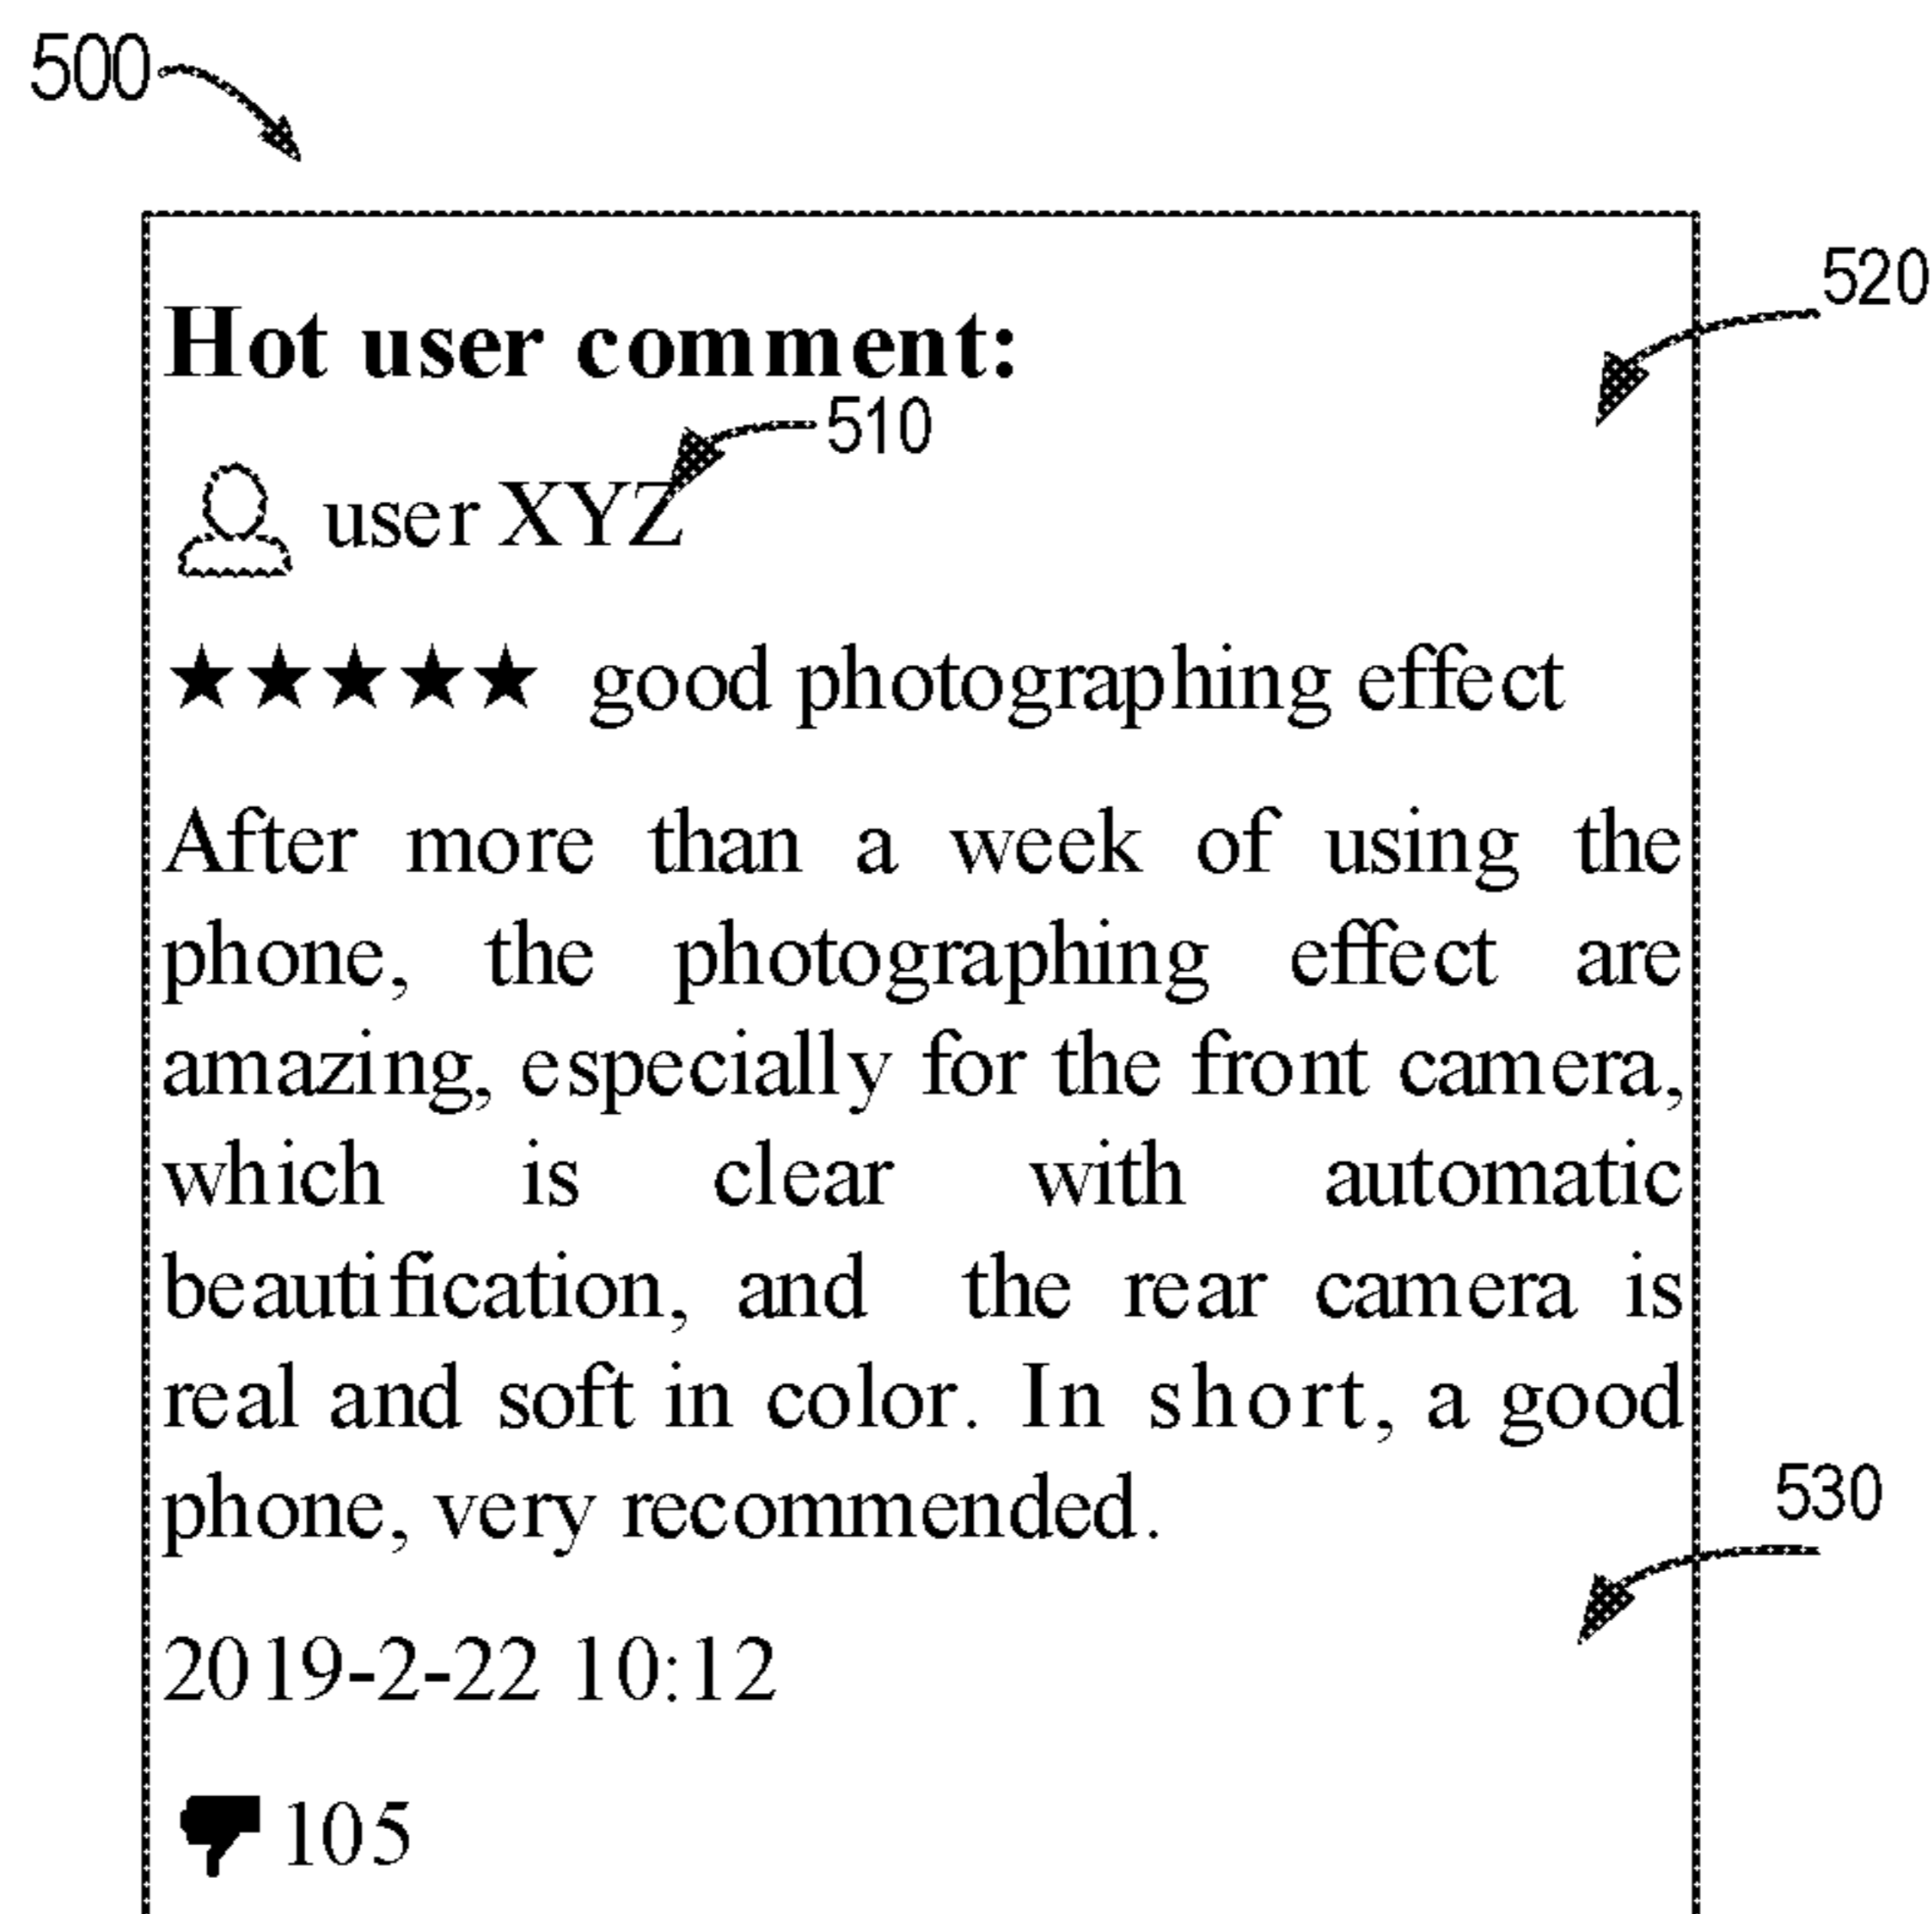 500
520
Hot user comment:
510
user XYZ
★★★★★ good photographing effect
After more than a week of using the
phone, the photographing effect are
amazing, especially for the front camera,
which is clear with automatic
beautification, and the rear camera is
real and soft in color. In short, a good
phone, very recommended.
530
2019-2-22 10:12
105